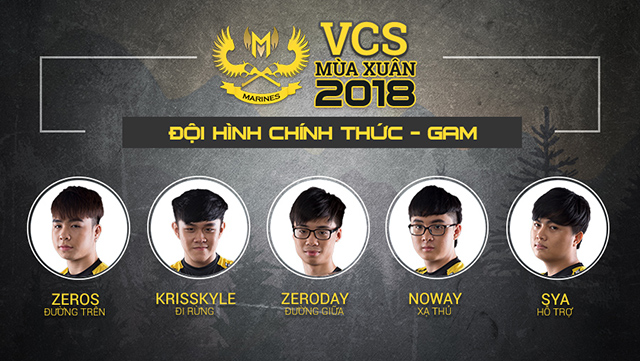 MARINES
VCS
MÙA XUÂN
2018
ĐỘI HÌNH CHÍNH THỨC - GAM
ZEROS
ĐƯỜNG TRÊN
KRISSKYLE
ĐI RỪNG
ZERODAY
ĐƯỜNG GIỮA
NOWAY
XẠ THỦ
SYA
HỖ TRỢ